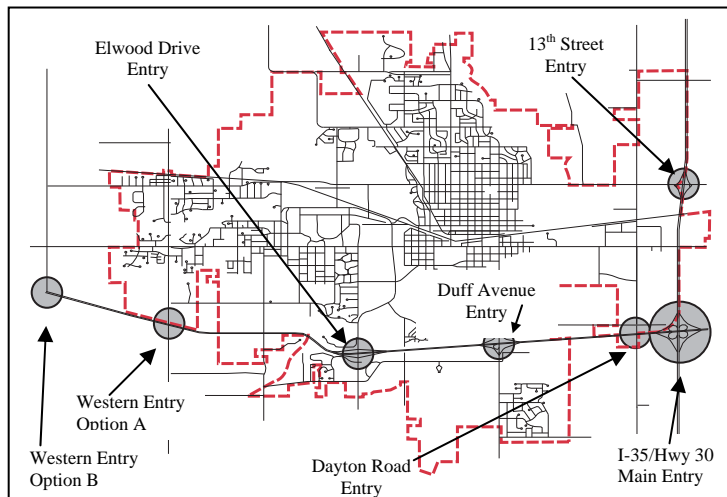 Elwood Drive
Entry
13th Street
Entry
Duff Avenue
Entry
Western Entry
Option A
Western Entry
Option B
Dayton Road
Entry
I-35/Hwy 30
Main Entry